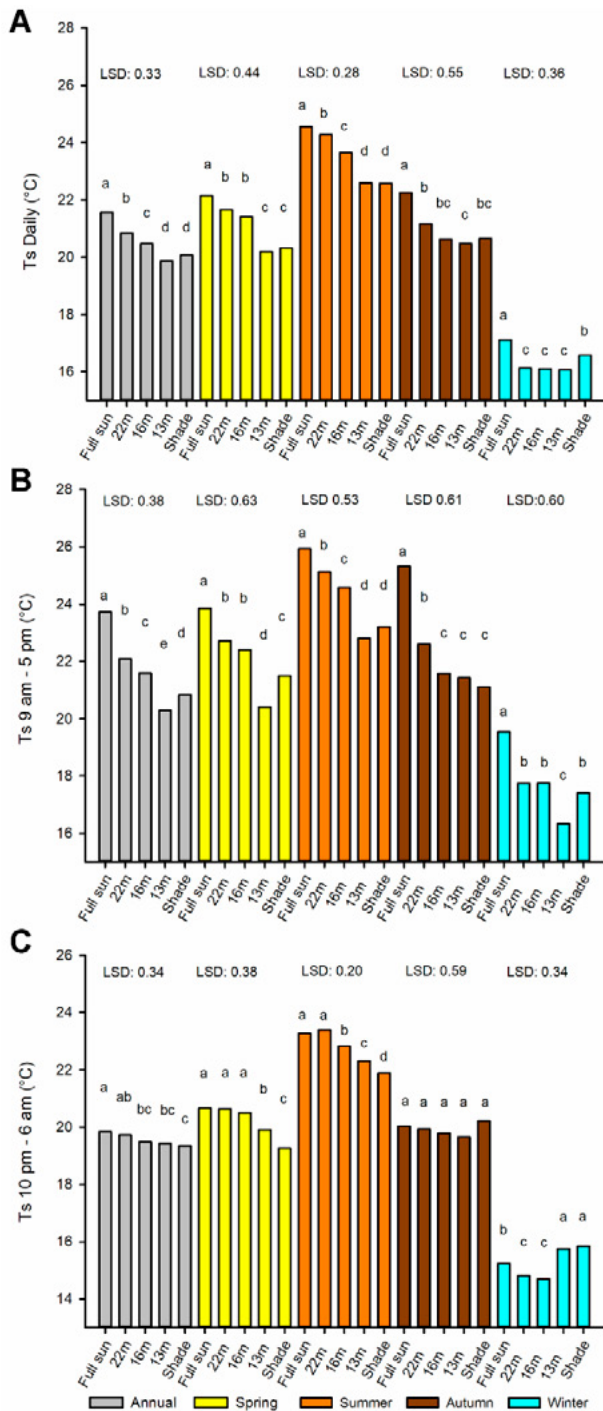 A
28
LSD: 0.33 LSD: 0.44 LSD: 0.28 LSD: 0.55 LSD: 0.36
26
24
22
20
18
16
Ts Daily (°C)
a b c d d a b b c c a b c d d a b bc c bc a c c c b
Full sun 22m 16m 13m Shade Full sun 22m 16m 13m Shade Full sun 22m 16m 13m Shade Full sun 22m 16m 13m Shade Full sun 22m 16m 13m Shade
B
28
LSD: 0.38 LSD: 0.63 LSD 0.53 LSD 0.61 LSD:0.60
26
24
22
20
18
16
Ts 9 am - 5 pm (°C)
a b c e d a b b d c a b c d d a b c c c a b b c b
Full sun 22m 16m 13m Shade Full sun 22m 16m 13m Shade Full sun 22m 16m 13m Shade Full sun 22m 16m 13m Shade Full sun 22m 16m 13m Shade
C
26
LSD: 0.34 LSD: 0.38 LSD: 0.20 LSD: 0.59 LSD: 0.34
24
22
20
18
16
14
Ts 10 pm - 6 am (°C)
a ab bc bc c a a a b c a a b c d a a a a a b c c a a
Full sun 22m 16m 13m Shade Full sun 22m 16m 13m Shade Full sun 22m 16m 13m Shade Full sun 22m 16m 13m Shade Full sun 22m 16m 13m Shade
Annual Spring Summer Autumn Winter